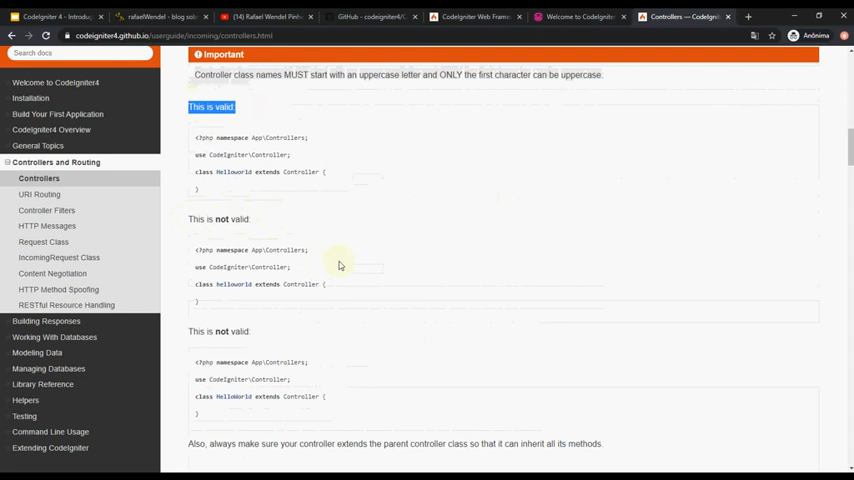 CodeIgniter 4 - Introduç
rafaelWendel - blog sob
(14) Rafael Wendel Pinhe
GitHub - codeigniter4/C
CodeIgniter Web Frame
Welcome to CodeIgnite
Controllers — CodeIgnit
codeigniter4.github.io/userguide/incoming/controllers.html
Anônima
Search docs
Welcome to CodeIgniter4
Installation
Build Your First Application
CodeIgniter4 Overview
General Topics
Controllers and Routing
Controllers
URI Routing
Controller Filters
HTTP Messages
Request Class
IncomingRequest Class
Content Negotiation
HTTP Method Spoofing
RESTful Resource Handling
Building Responses
Working With Databases
Modeling Data
Managing Databases
Library Reference
Helpers
Testing
Command Line Usage
Extending CodeIgniter
Important
Controller class names MUST start with an uppercase letter and ONLY the first character can be uppercase.
This is valid:
<?php namespace App\Controllers;
use CodeIgniter\Controller;
class Helloworld extends Controller {
}
This is not valid:
<?php namespace App\Controllers;
use CodeIgniter\Controller;
class helloworld extends Controller {
}
This is not valid:
<?php namespace App\Controllers;
use CodeIgniter\Controller;
class HelloWorld extends Controller {
}
Also, always make sure your controller extends the parent controller class so that it can inherit all its methods.